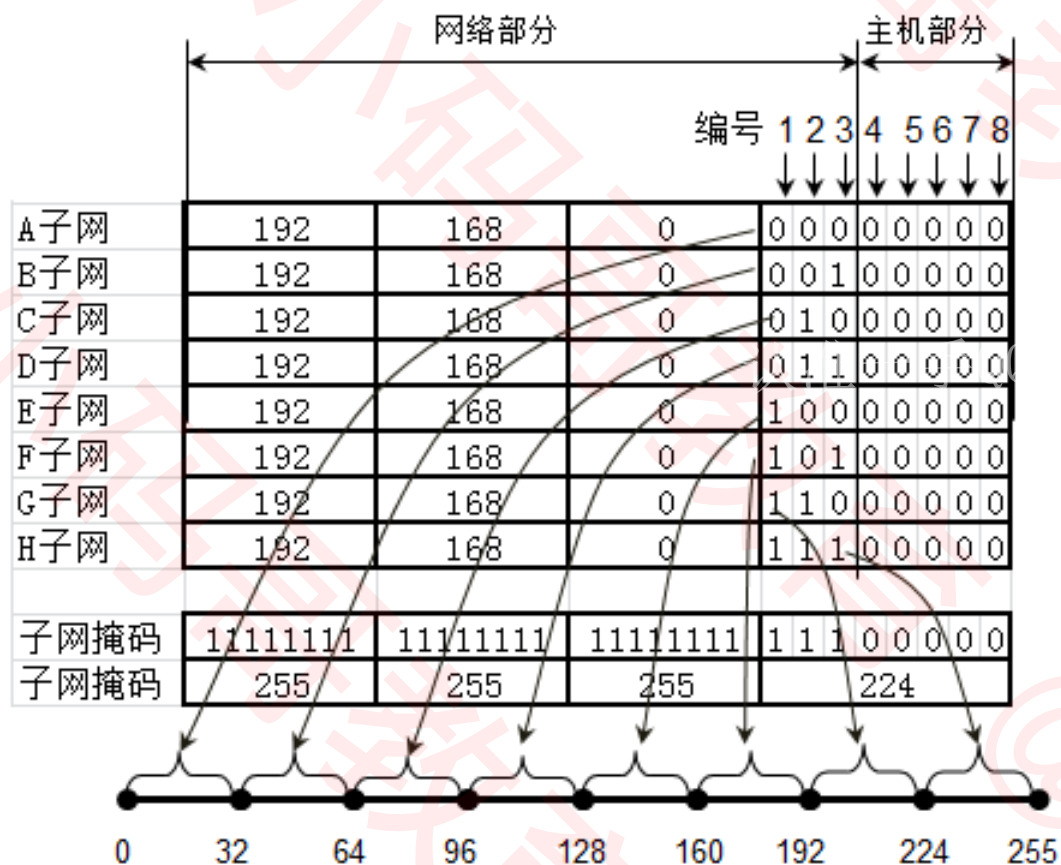 网络部分 主机部分
编号 1 2 3 4 5 6 7 8
A子网 192 168 0 0 0 0 0 0 0 0 0
B子网 192 168 0 0 0 1 0 0 0 0 0
C子网 192 168 0 0 1 0 0 0 0 0 0
D子网 192 168 0 0 1 1 0 0 0 0 0
E子网 192 168 0 1 0 0 0 0 0 0 0
F子网 192 168 0 1 0 1 0 0 0 0 0
G子网 192 168 0 1 1 0 0 0 0 0 0
H子网 192 168 0 1 1 1 0 0 0 0 0
子网掩码 11111111 11111111 11111111 1 1 1 0 0 0 0 0
子网掩码 255 255 255 224
0 32 64 96 128 160 192 224 255
小码哥教育